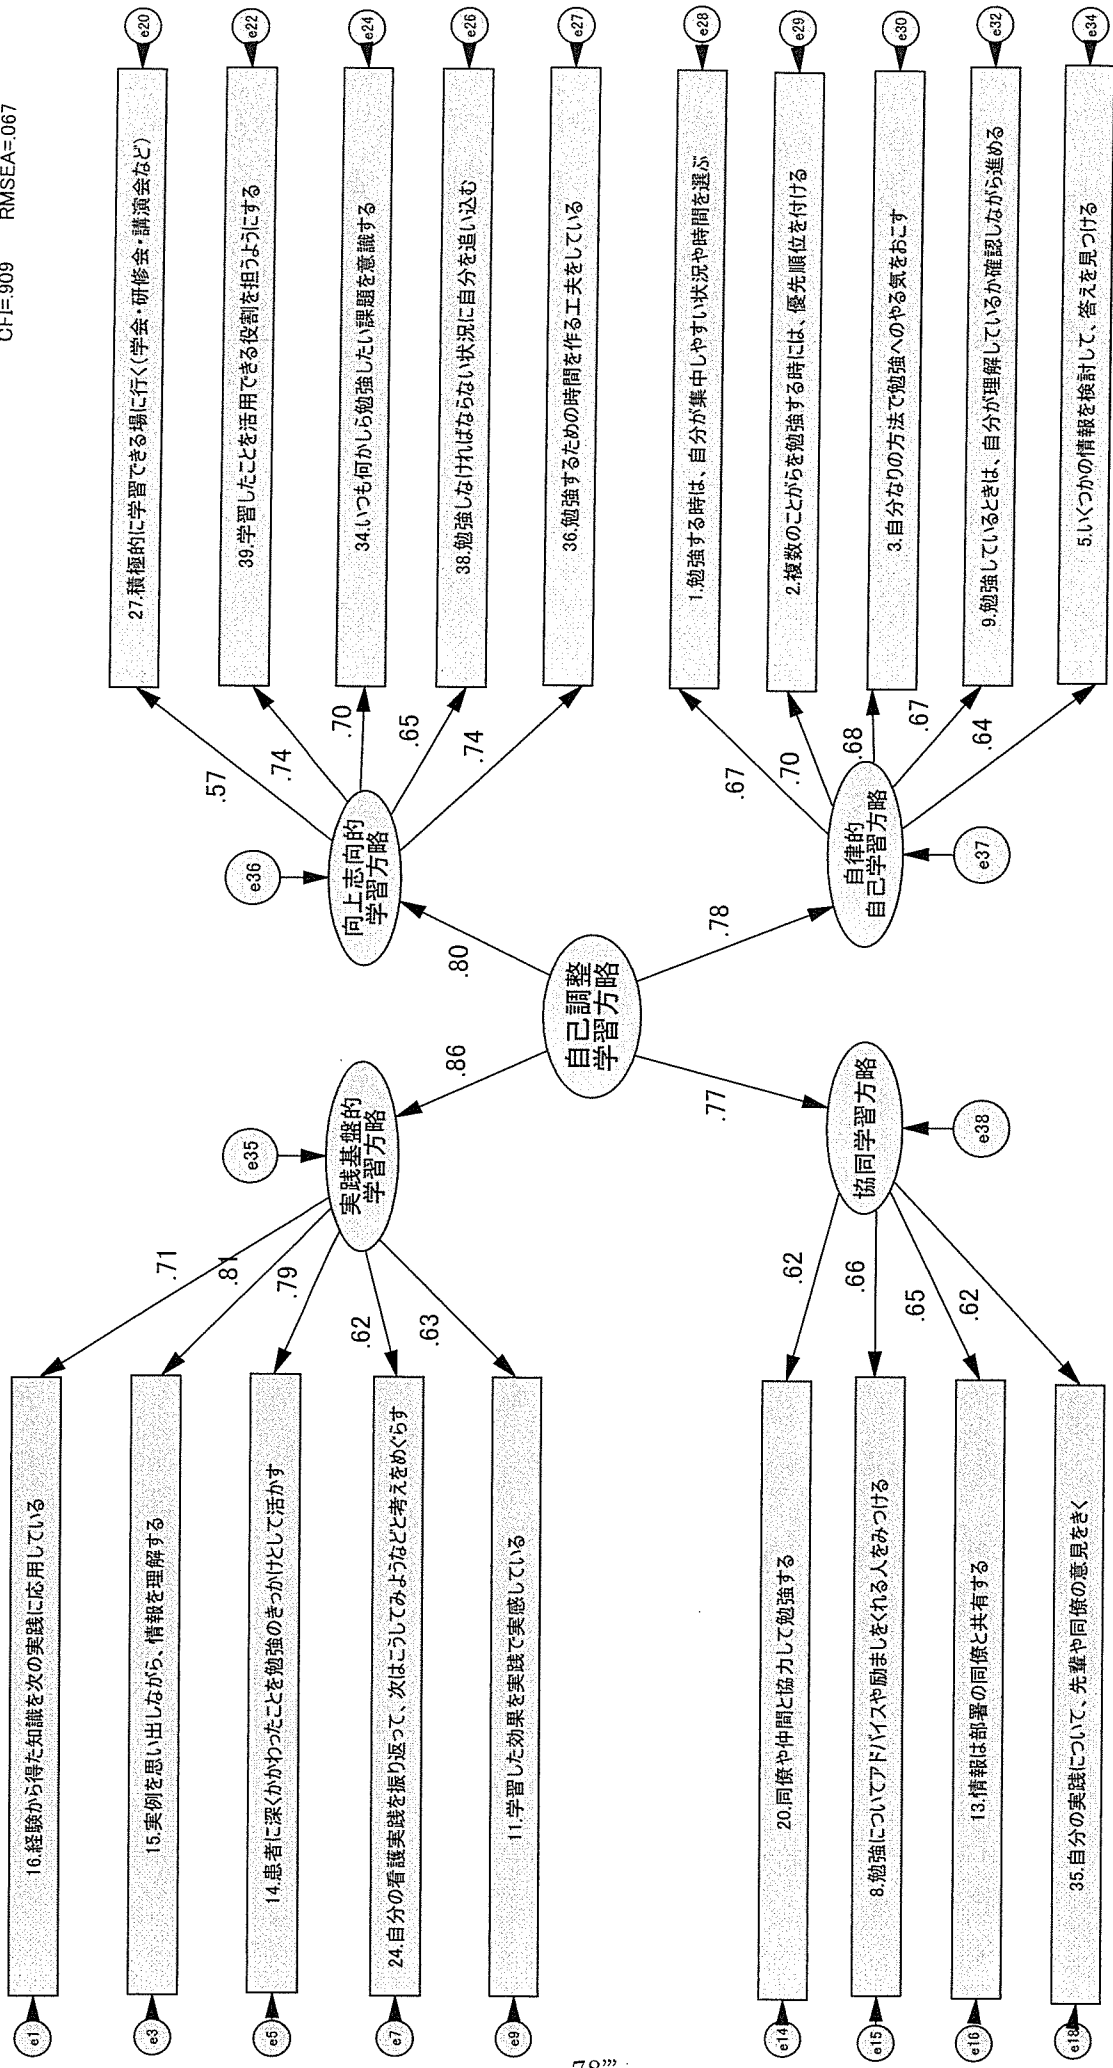 CFI=.909 RMSEA=.067
e1
16.経験から得た知識を次の実践に応用している
e3
15.実例を思い出しながら、情報を理解する
e5
14.患者に深くかかわったことを勉強のきっかけとして活かす
e7
24.自分の看護実践を振り返って、次はこうしてみようなどと考えをめぐらす
e9
11.学習した効果を実践で実感している
.71
.81
.79
.62
.63
e35
実践基盤的
学習方略
.86
e14
20.同僚や仲間と協力して勉強する
e15
8.勉強についてアドバイスや励ましをくれる人をみつける
e16
13.情報は部署の同僚と共有する
e18
35.自分の実践について、先輩や同僚の意見をきく
.62
.66
.65
.62
協同学習方略
e38
.77
自己調整
学習方略
.80
e36
向上志向的
学習方略
.57
.74
.70
.65
.74
27.積極的に学習できる場に行く(学会・研修会・講演会など)
e20
39.学習したことを活用できる役割を担うようにする
e22
34.いつも何かしら勉強したい課題を意識する
e24
38.勉強しなければならない状況に自分を追い込む
e26
36.勉強するための時間を作る工夫をしている
e27
.78
自律的
自己学習方略
e37
.67
.70
.68
.67
.64
1.勉強する時は、自分が集中しやすい状況や時間を選ぶ
e28
2.複数のことがらを勉強する時には、優先順位を付ける
e29
3.自分なりの方法で勉強へのやる気をおこす
e30
9.勉強しているときは、自分が理解しているか確認しながら進める
e32
5.いくつかの情報を検討して、答えを見つける
e34